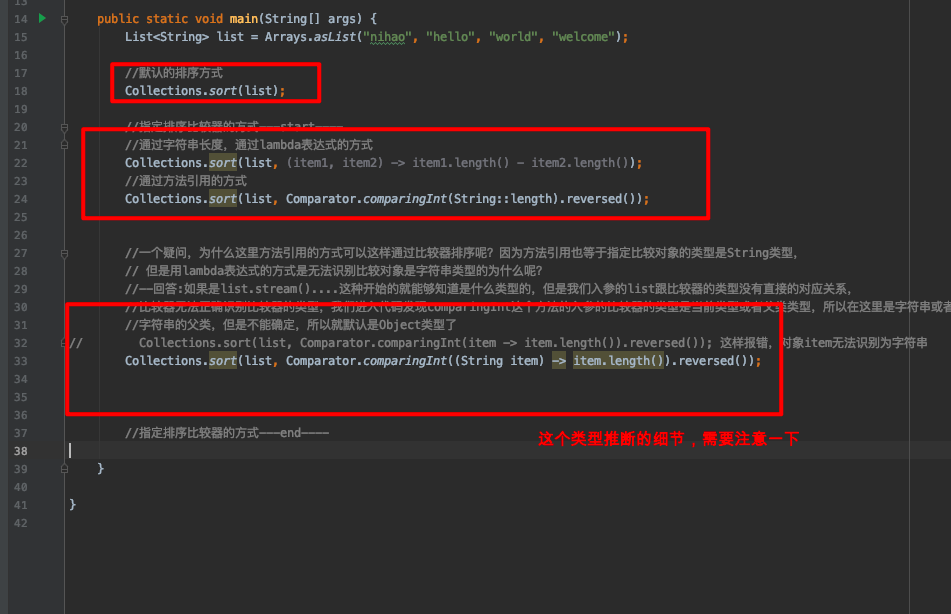 13
14 public static void main(String[] args) {
15 List<String> list = Arrays.asList("nihao", "hello", "world", "welcome");
16
17 //默认的排序方式
18 Collections.sort(list);
19
20 //指定排序比较器的方式---start----
21 //通过字符串长度，通过lambda表达式的方式
22 Collections.sort(list, (item1, item2) -> item1.length() - item2.length());
23 //通过方法引用的方式
24 Collections.sort(list, Comparator.comparingInt(String::length).reversed());
25
26
27 //一个疑问，为什么这里方法引用的方式可以这样通过比较器排序呢？因为方法引用也等于指定比较对象的类型是String类型，
28 // 但是用lambda表达式的方式是无法识别比较对象是字符串类型的为什么呢？
29 //--回答:如果是list.stream()....这种开始的就能够知道是什么类型的，但是我们入参的list跟比较器的类型没有直接的对应关系，
30 //比较器无法正确识别比较器的类型，我们进入代码发现comparingInt这个方法的入参的比较器的类型是当前类型或者父类类型，所以在这里是字符串或者
31 //字符串的父类，但是不能确定，所以就默认是Object类型了
32 // Collections.sort(list, Comparator.comparingInt(item -> item.length()).reversed()); 这样报错，对象item无法识别为字符串
33 Collections.sort(list, Comparator.comparingInt((String item) -> item.length()).reversed());
34
35
36
37 //指定排序比较器的方式---end----
这个类型推断的细节，需要注意一下
38
39 }
40
41 }
42